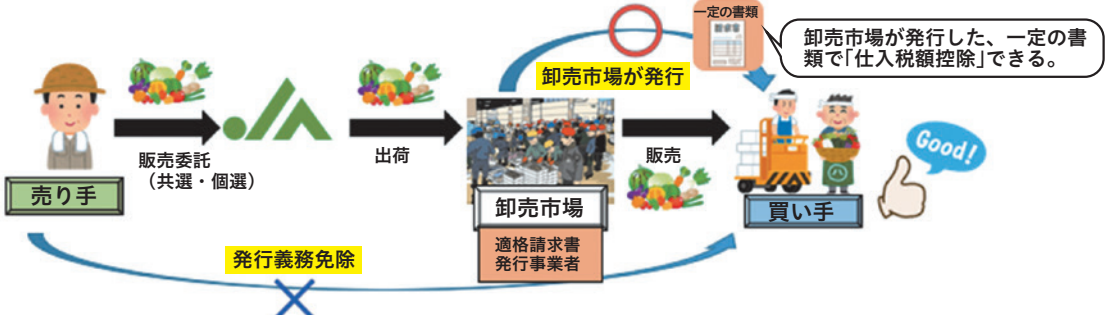 一定の書類
卸売市場が発行した、一定の書
類で「仕入税額控除」できる。
卸売市場が発行
販売委託
（共選・個選）
出荷
販売
Good!
売り手
卸売市場
買い手
適格請求書
発行事業者
発行義務免除